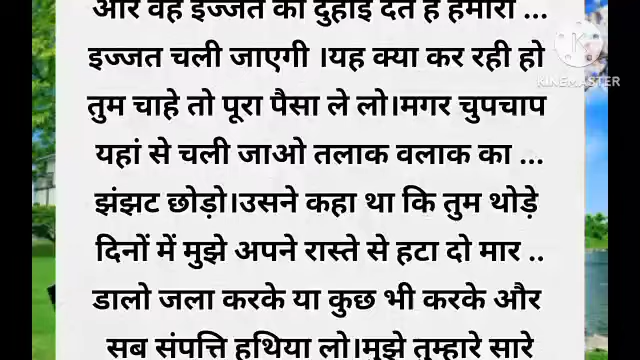 और वह इज्जत की दुहाई देते हैं हमारी ...
इज्जत चली जाएगी ।यह क्या कर रही हो
तुम चाहे तो पूरा पैसा ले लो।मगर चुपचाप
यहां से चली जाओ तलाक वलाक का ...
झंझट छोड़ो।उसने कहा था कि तुम थोड़े
दिनों में मुझे अपने रास्ते से हटा दो मार ..
डालो जला करके या कुछ भी करके और
सब संपत्ति हथिया लो।मुझे तुम्हारे सारे
KINEMASTER